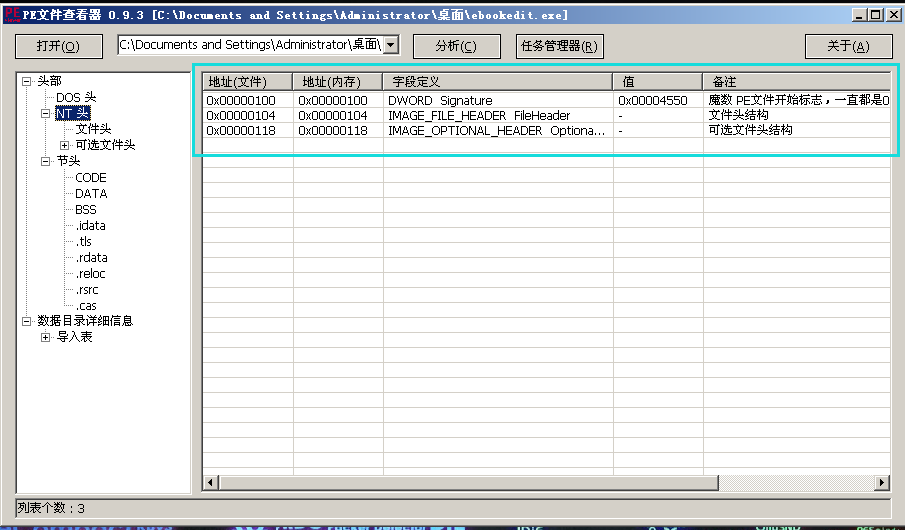 PE文件查看器 0.9.3 [C:\Documents and Settings\Administrator\桌面\ebookedit.exe]
打开(O)
C:\Documents and Settings\Administrator\桌面\
分析(C)
任务管理器(R)
关于(A)
头部
DOS 头
NT 头
文件头
可选文件头
节头
CODE
DATA
BSS
.idata
.tls
.rdata
.reloc
.rsrc
.cas
数据目录详细信息
导入表
地址(文件) 地址(内存) 字段定义 值 备注
0x00000100 0x00000100 DWORD Signature 0x00004550 魔数 PE文件开始标志，一直都是0
0x00000104 0x00000104 IMAGE_FILE_HEADER FileHeader - 文件头结构
0x00000118 0x00000118 IMAGE_OPTIONAL_HEADER Optiona... - 可选文件头结构
列表个数：3